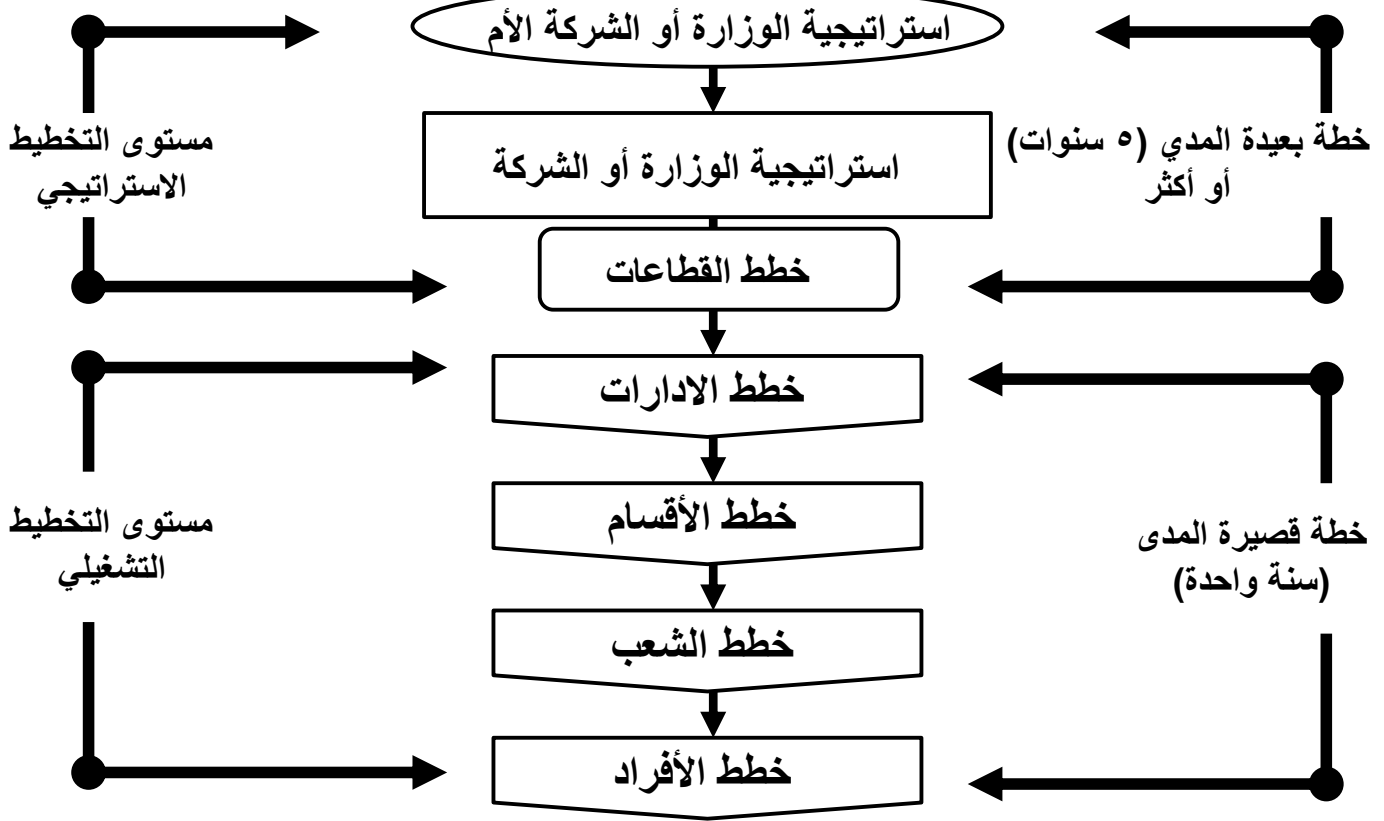 استراتيجية الوزارة أو الشركة الأم
خطة بعيدة المدي (٥ سنوات)
أو أكثر
استراتيجية الوزارة أو الشركة
مستوى التخطيط
الاستراتيجي
خطط القطاعات
خطط الادارات
خطط الأقسام
خطة قصيرة المدى
(سنة واحدة)
مستوى التخطيط
التشغيلي
خطط الشعب
خطط الأفراد